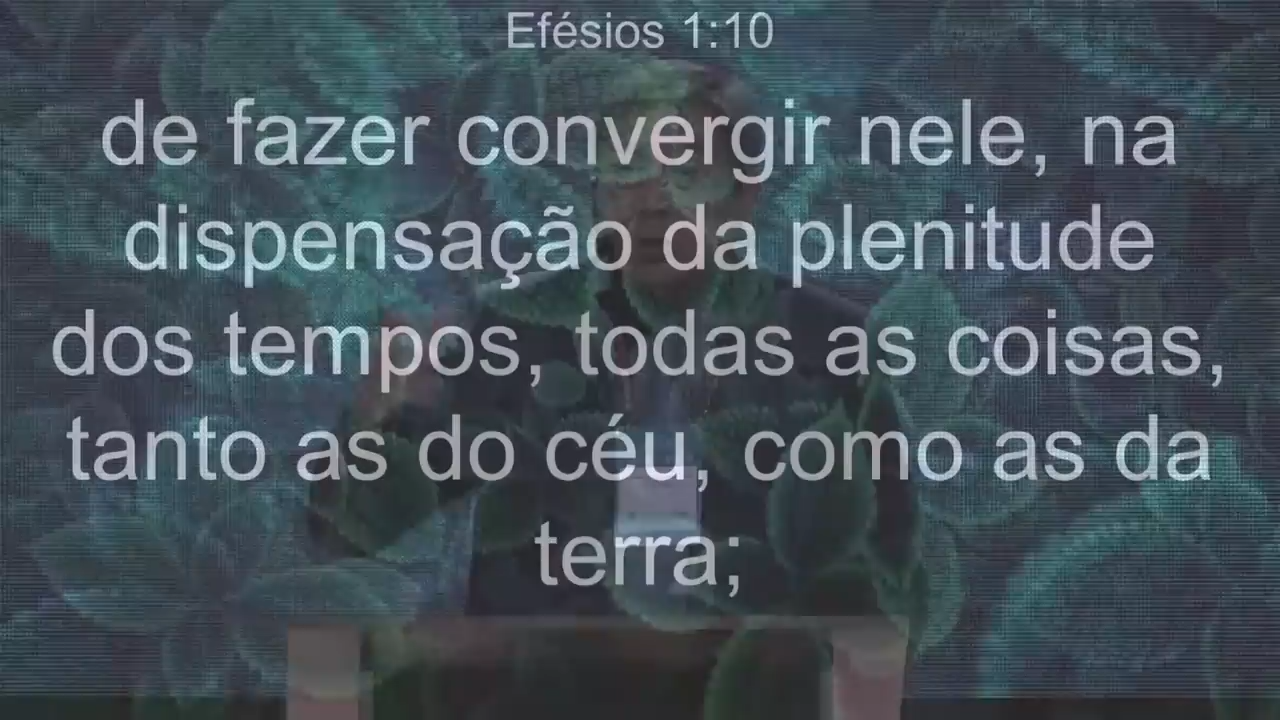 Efésios 1:10
de fazer convergir nele, na
dispensação da plenitude
dos tempos, todas as coisas,
tanto as do céu, como as da
terra;